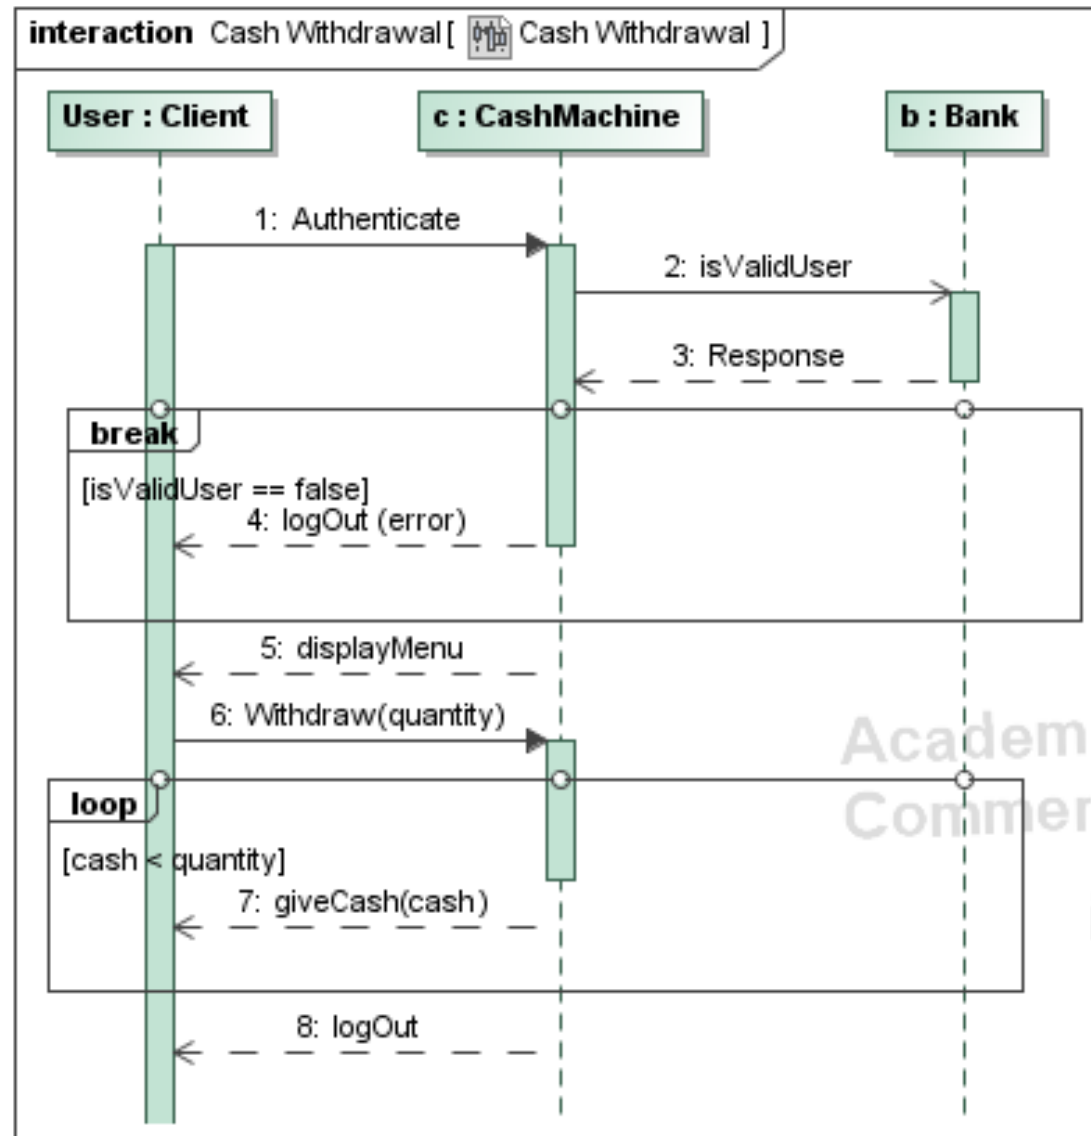 interaction Cash Withdrawal[ Cash Withdrawal ]
User : Client
c : CashMachine
b : Bank
1: Authenticate
2: isValidUser
3: Response
break
[isValidUser == false]
4: logOut (error)
5: displayMenu
6: Withdraw(quantity)
Academ
Commer
loop
[cash < quantity]
7: giveCash(cash)
8: logOut